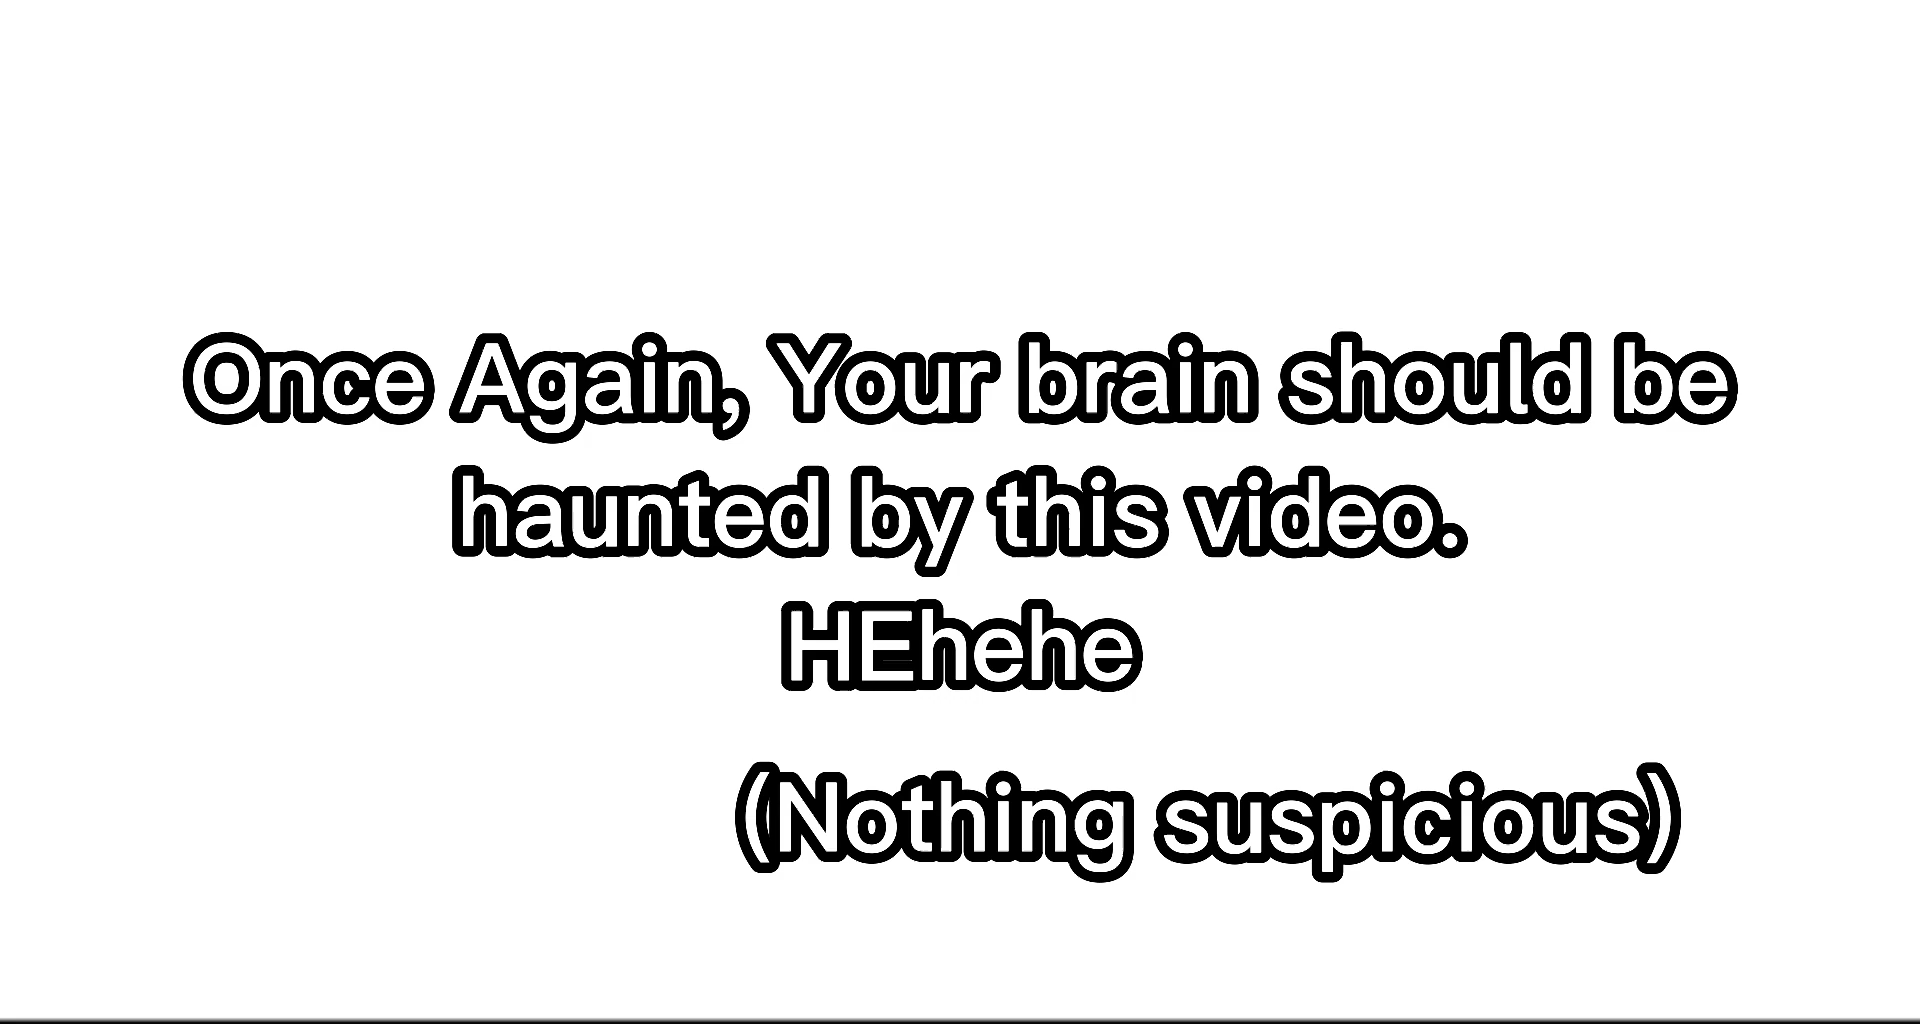 Once Again, Your brain should be
haunted by this video.
HEhehe
(Nothing suspicious)